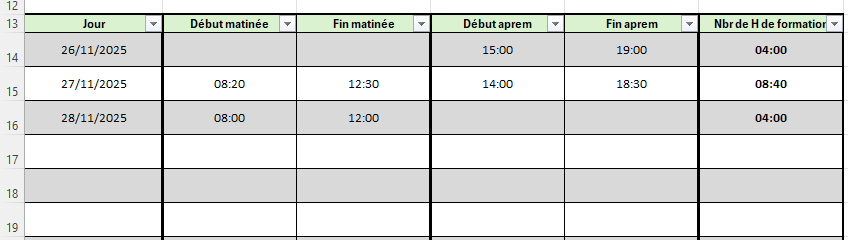 12
13 Jour Début matinée Fin matinée Début aprem Fin aprem Nbr de H de formation
14 26/11/2025 15:00 19:00 04:00
15 27/11/2025 08:20 12:30 14:00 18:30 08:40
16 28/11/2025 08:00 12:00 04:00
17
18
19